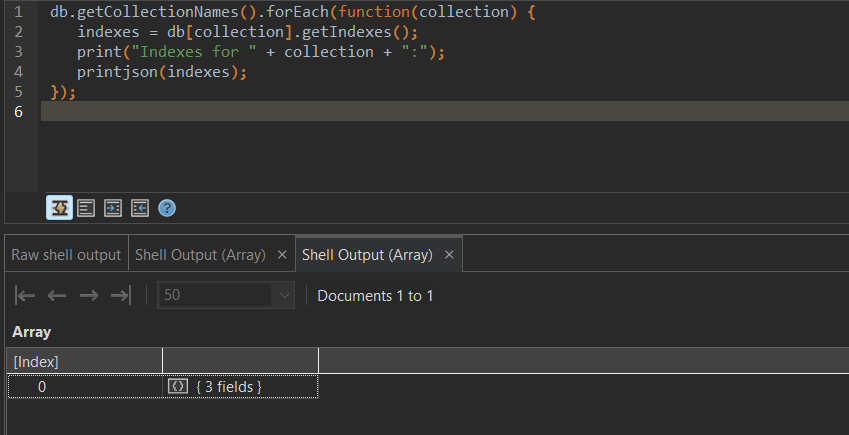 1 db.getCollectionNames().forEach(function(collection) {
2 indexes = db[collection].getIndexes();
3 print("Indexes for " + collection + ":");
4 printjson(indexes);
5 });
6
?
Raw shell output Shell Output (Array) × Shell Output (Array) ×
50 Documents 1 to 1
Array
[Index]
0 { 3 fields }